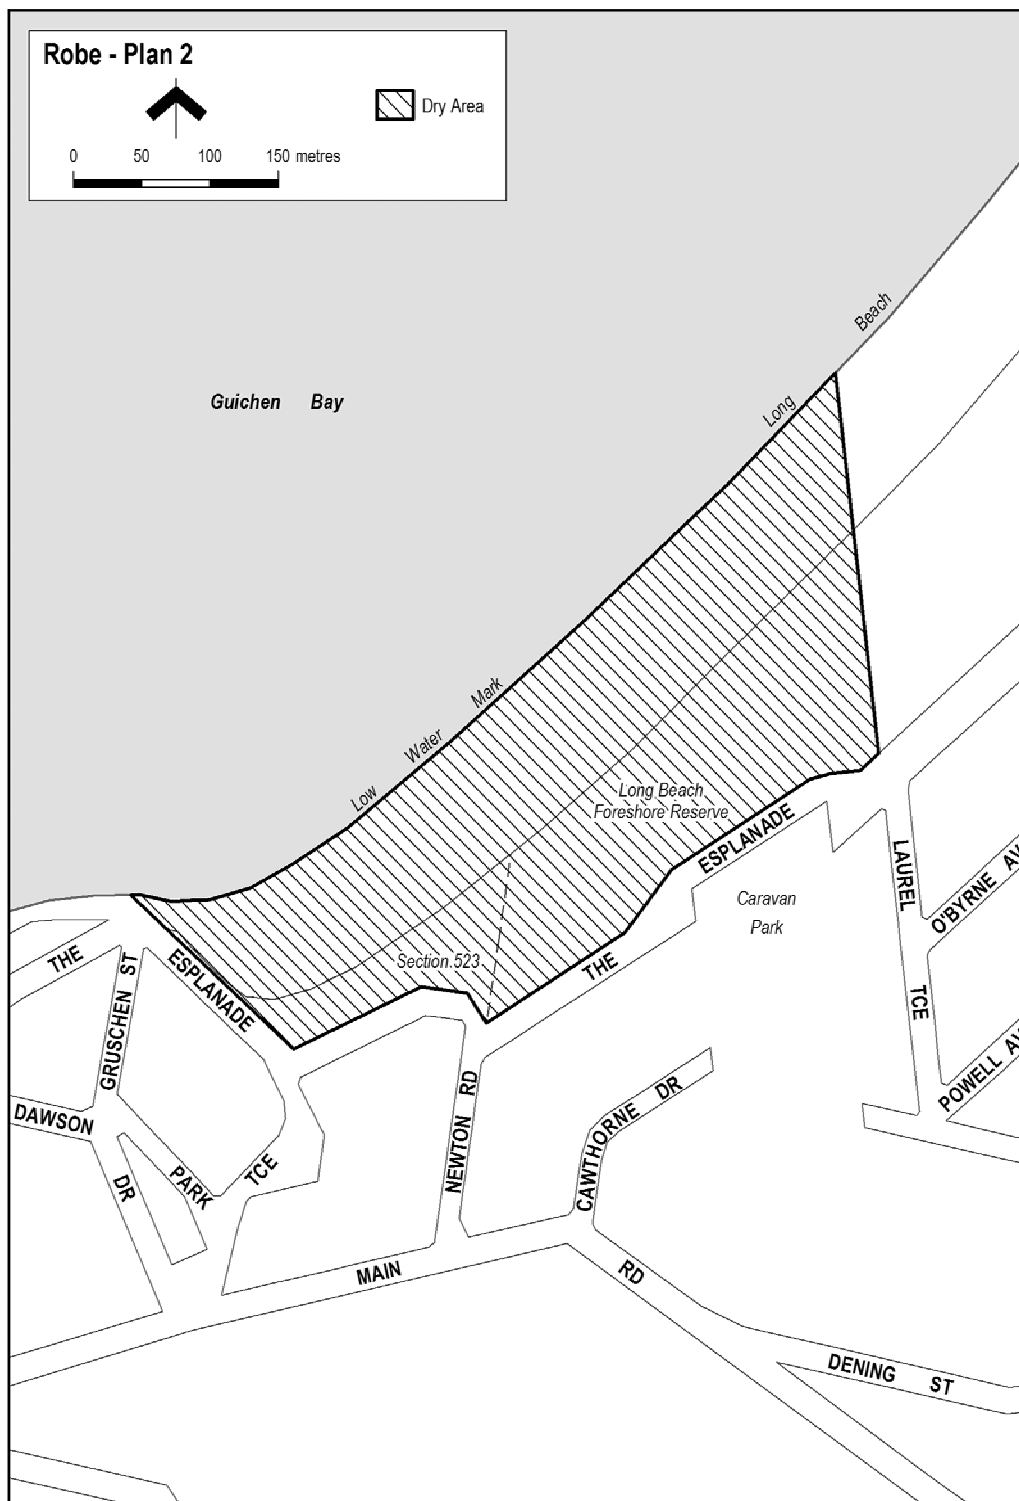 Robe - Plan 2
Dry Area
0 50 100 150 metres
Beach
Long
Guichen Bay
Mark
Water
Low
Long Beach
Foreshore Reserve
ESPLANADE
LAUREL
O'BYRNE AV
Caravan
Park
THE
GRUSCHEN ST
ESPLANADE
Section 523
THE
TCE
POWELL AV
DAWSON
DR
PARK
TCE
NEWTON RD
CAWTHORNE DR
MAIN
RD
DENING ST